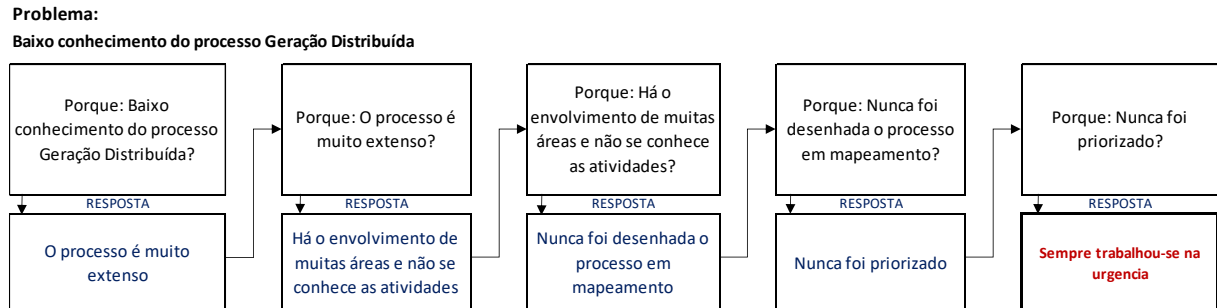 Problema:
Baixo conhecimento do processo Geração Distribuída
Porque: Baixo
conhecimento do processo
Geração Distribuída?
RESPOSTA
O processo é muito
extenso
Porque: O processo é
muito extenso?
RESPOSTA
Há o envolvimento de
muitas áreas e não se
conhece as atividades
Porque: Há o
envolvimento de muitas
áreas e não se conhece
as atividades?
RESPOSTA
Nunca foi desenhada o
processo em
mapeamento
Porque: Nunca foi
desenhada o processo
em mapeamento?
RESPOSTA
Nunca foi priorizado
Porque: Nunca foi
priorizado?
RESPOSTA
Sempre trabalhou-se na
urgencia